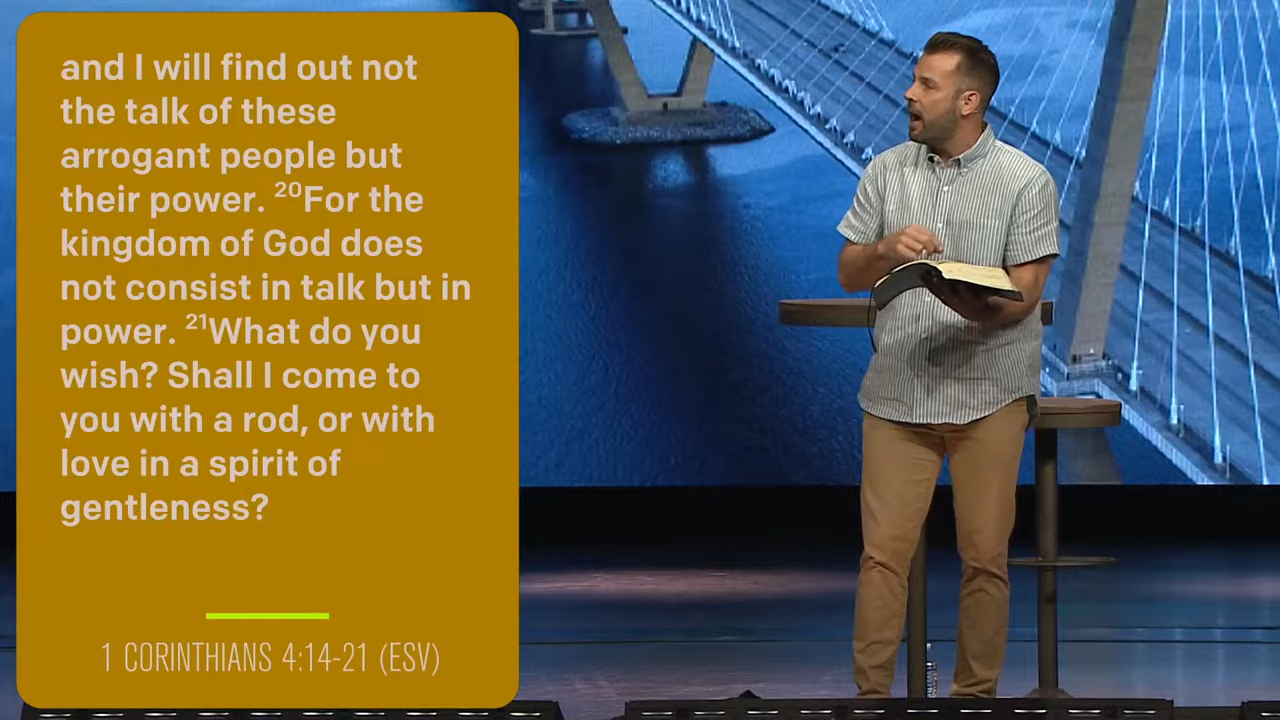 and I will find out not
the talk of these
arrogant people but
their power. ²⁰For the
kingdom of God does
not consist in talk but in
power. ²¹What do you
wish? Shall I come to
you with a rod, or with
love in a spirit of
gentleness?
1 CORINTHIANS 4:14-21 (ESV)